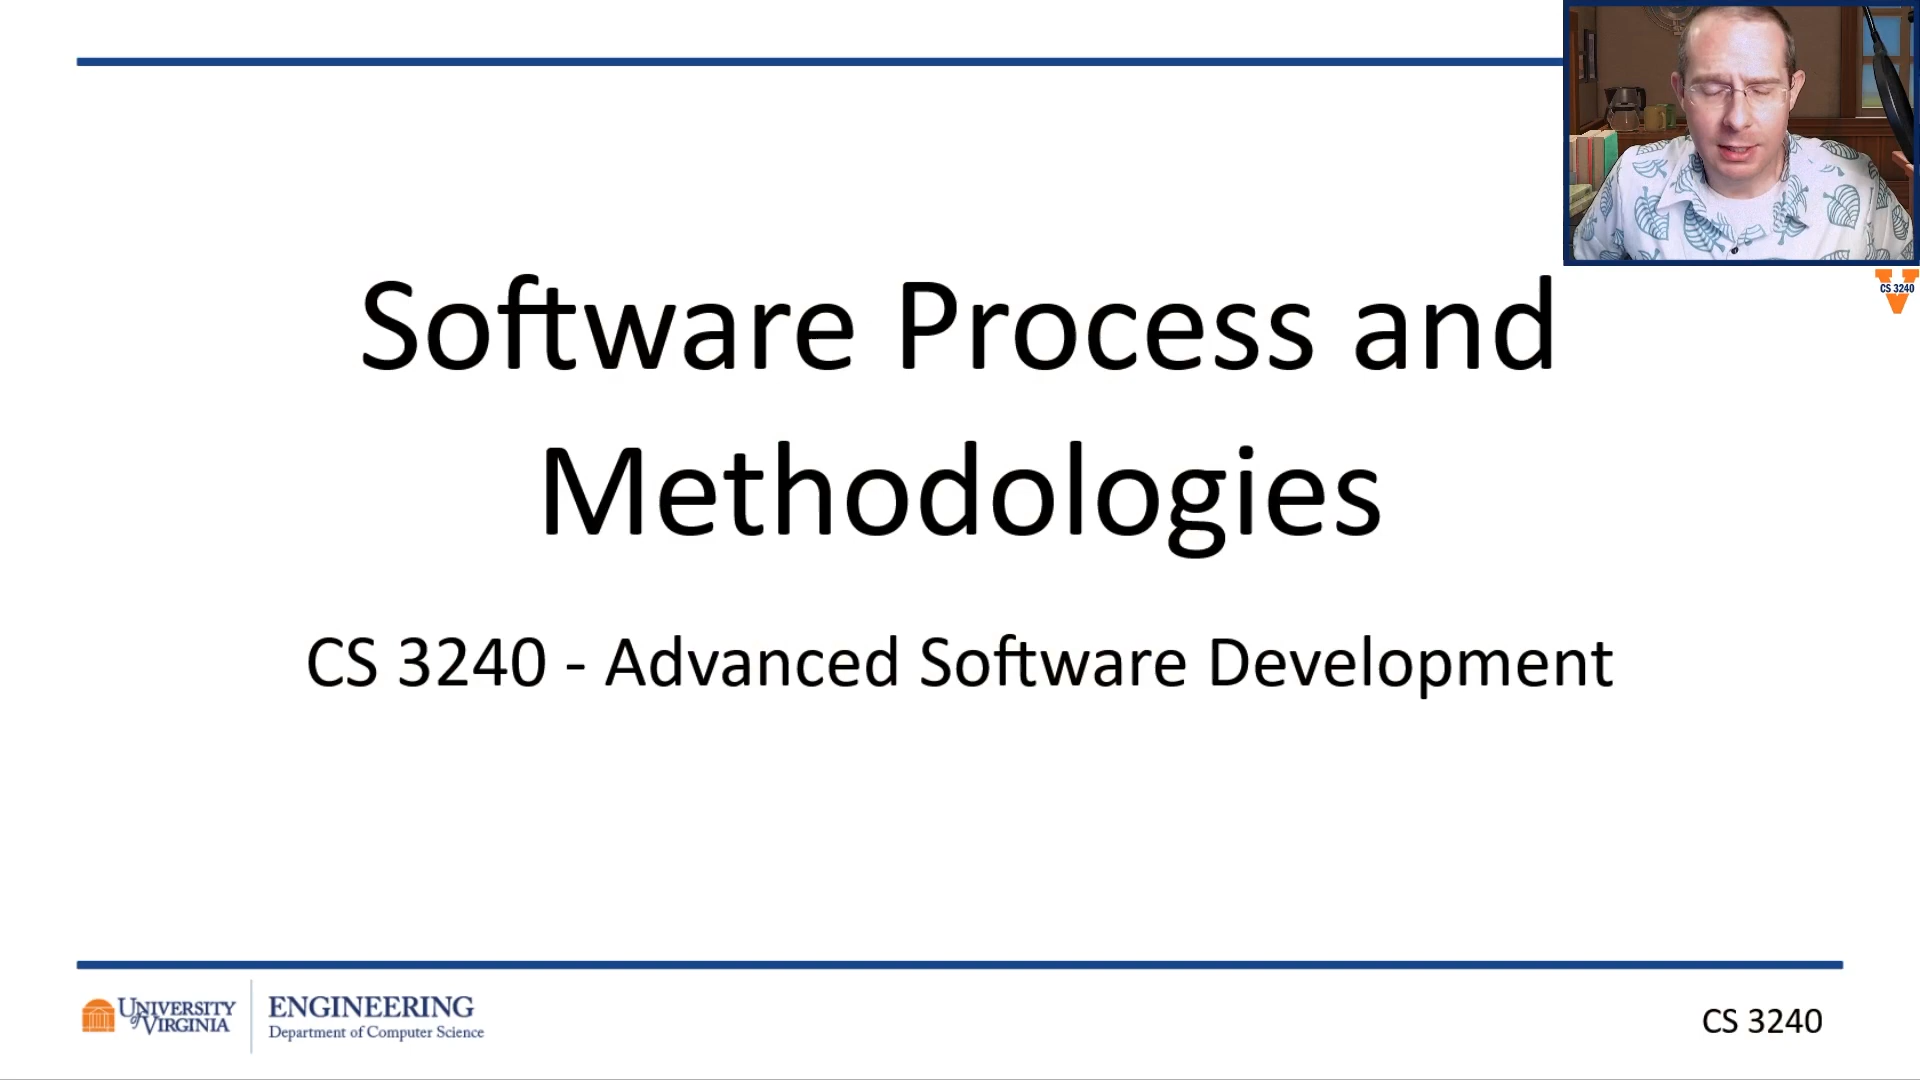 Software Process and
Methodologies
CS 3240 - Advanced Software Development
CS 3240
UNIVERSITY
of VIRGINIA
ENGINEERING
Department of Computer Science
CS 3240